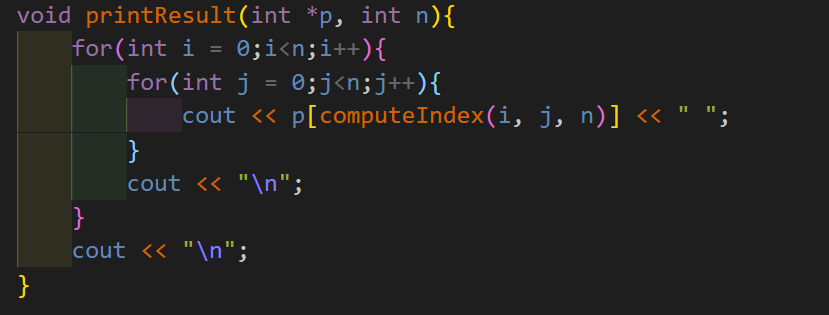 void printResult(int *p, int n){
    for(int i = 0;i<n;i++){
        for(int j = 0;j<n;j++){
            cout << p[computeIndex(i, j, n)] << " ";
        }
        cout << "\n";
    }
    cout << "\n";
}